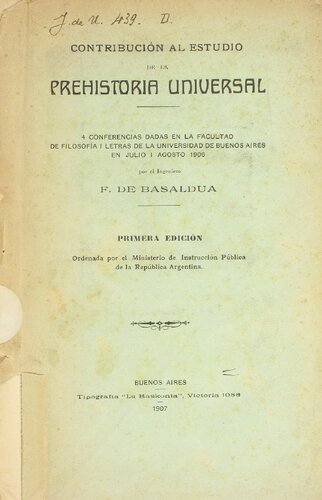 J. de U. 439. D.
CONTRIBUCIÓN AL ESTUDIO
DE LA
PREHISTORIA UNIVERSAL
4 CONFERENCIAS DADAS EN LA FACULTAD
DE FILOSOFÍA I LETRAS DE LA UNIVERSIDAD DE BUENOS AIRES
EN JULIO I AGOSTO 1906
por el Ingeniero
F. DE BASALDUA
PRIMERA EDICIÓN
Ordenada por el Ministerio de Instrucción Pública
de la República Argentina.
BUENOS AIRES
Tipógrafia "La Baskonia", Victoria 1088
1907